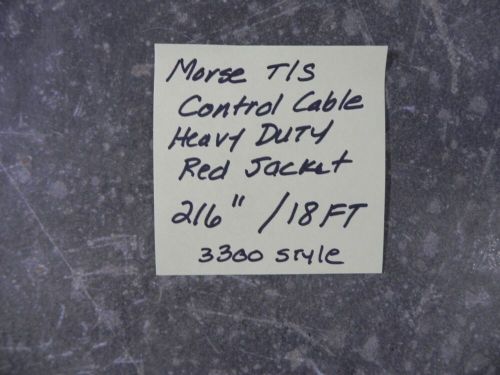 Morse T/S
Control Cable
Heavy DUTY
Red Jacket
216" / 18 FT
3300 style